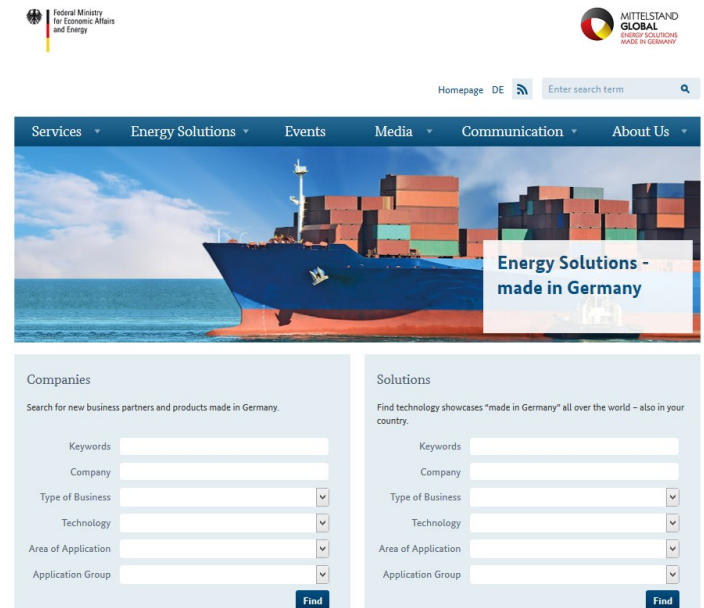 Federal Ministry
for Economic Affairs
and Energy
MITTELSTAND
GLOBAL
ENERGY SOLUTIONS
MADE IN GERMANY
Homepage DE Enter search term
Services Energy Solutions Events Media Communication About Us
Energy Solutions -
made in Germany
Companies
Search for new business partners and products made in Germany.
Keywords
Company
Type of Business
Technology
Area of Application
Application Group
Find
Solutions
Find technology showcases "made in Germany" all over the world – also in your
country.
Keywords
Company
Type of Business
Technology
Area of Application
Application Group
Find